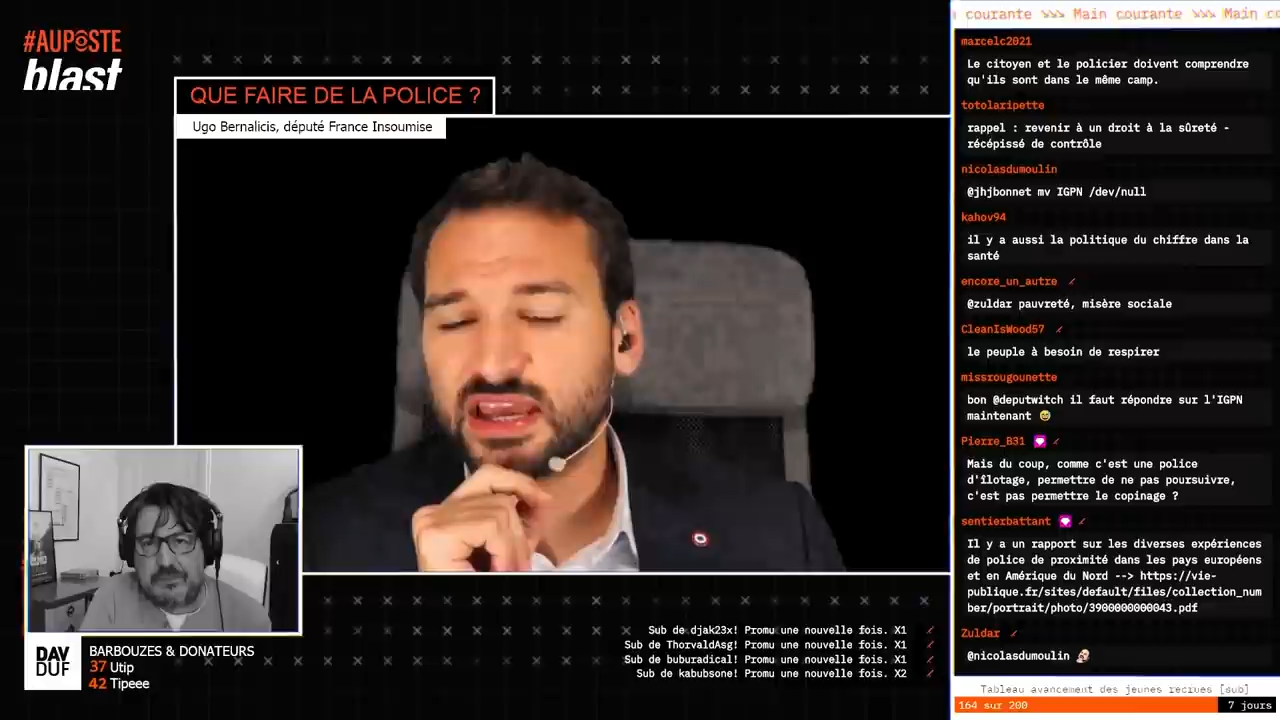 #AUPOSTE
blast
QUE FAIRE DE LA POLICE ?
Ugo Bernalicis, député France Insoumise
DAV
DUF
BARBOUZES & DONATEURS
37 Utip
42 Tipeee
Sub de djak23x! Promu une nouvelle fois. X1
Sub de ThorvaldAsg! Promu une nouvelle fois. X1
Sub de buburadical! Promu une nouvelle fois. X1
Sub de kabubsone! Promu une nouvelle fois. X2
courante >>> Main courante >>> Main co
marcelc2021
Le citoyen et le policier doivent comprendre
qu'ils sont dans le même camp.
totolaripette
rappel : revenir à un droit à la sûreté -
récépissé de contrôle
nicolasdumoulin
@jhjbonnet mv IGPN /dev/null
kahov94
il y a aussi la politique du chiffre dans la
santé
encore_un_autre
@zuldar pauvreté, misère sociale
CleanIsWood57
le peuple à besoin de respirer
missrougounette
bon @deputwitch il faut répondre sur l'IGPN
maintenant 😅
Pierre_B31
Mais du coup, comme c'est une police
d'îlotage, permettre de ne pas poursuivre,
c'est pas permettre le copinage ?
sentierbattant
Il y a un rapport sur les diverses expériences
de police de proximité dans les pays européens
et en Amérique du Nord --> https://vie-
publique.fr/sites/default/files/collection_num
ber/portrait/photo/3900000000043.pdf
Zuldar
@nicolasdumoulin
Tableau avancement des jeunes recrues [sub]
164 sur 200
7 jours